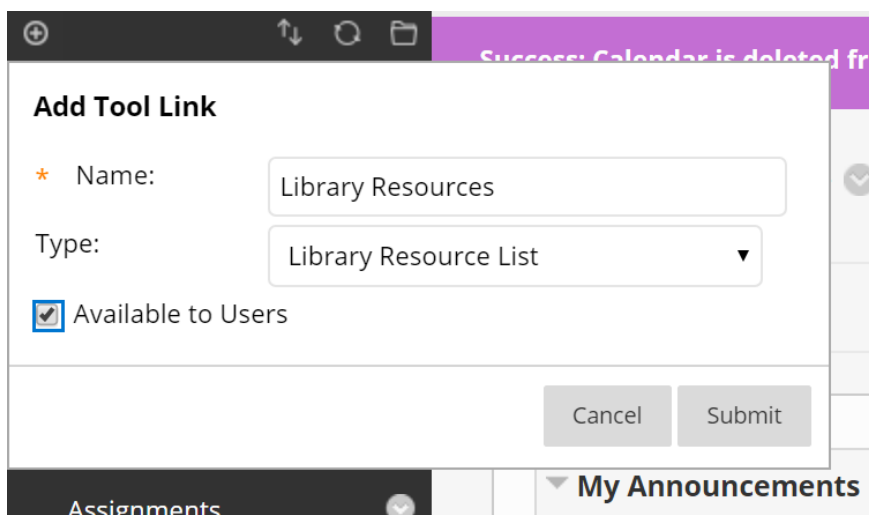 Success: Calendar is deleted fr
Add Tool Link
* Name:
Library Resources
Type:
Library Resource List
Available to Users
Cancel Submit
My Announcements
Assignments